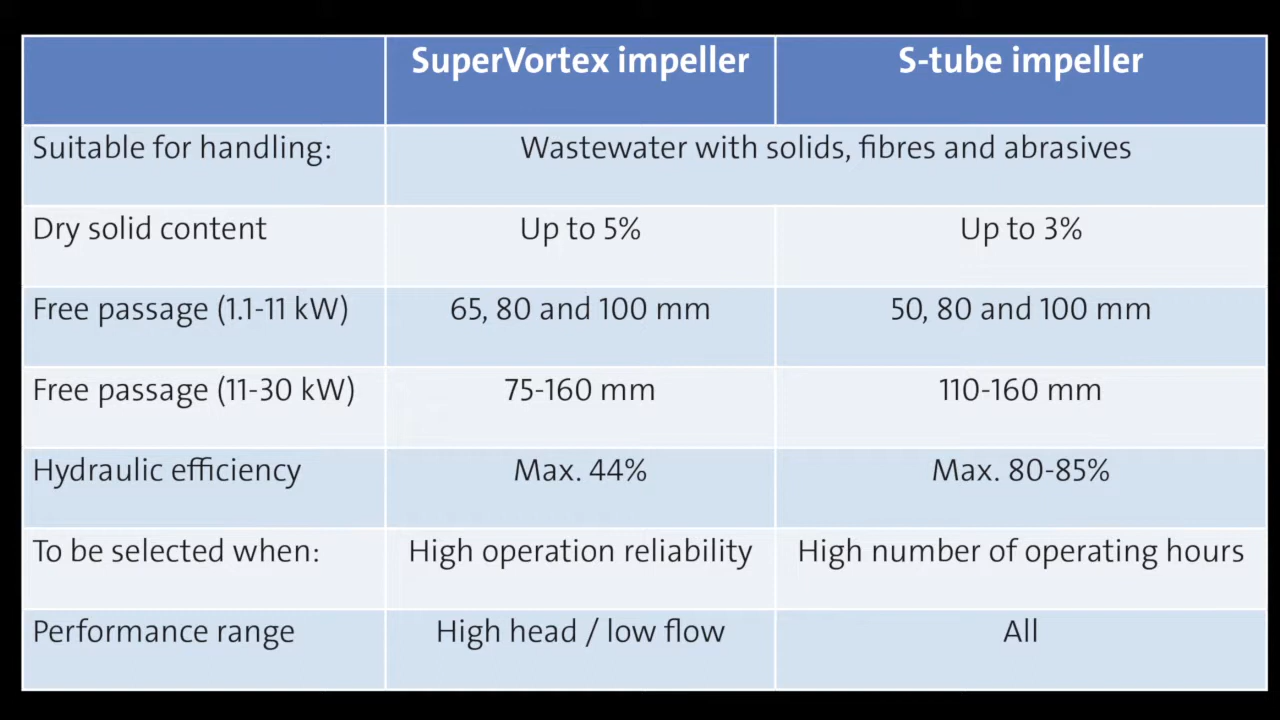 SuperVortex impeller S-tube impeller
Suitable for handling: Wastewater with solids, fibres and abrasives
Dry solid content Up to 5% Up to 3%
Free passage (1.1-11 kW) 65, 80 and 100 mm 50, 80 and 100 mm
Free passage (11-30 kW) 75-160 mm 110-160 mm
Hydraulic efficiency Max. 44% Max. 80-85%
To be selected when: High operation reliability High number of operating hours
Performance range High head / low flow All